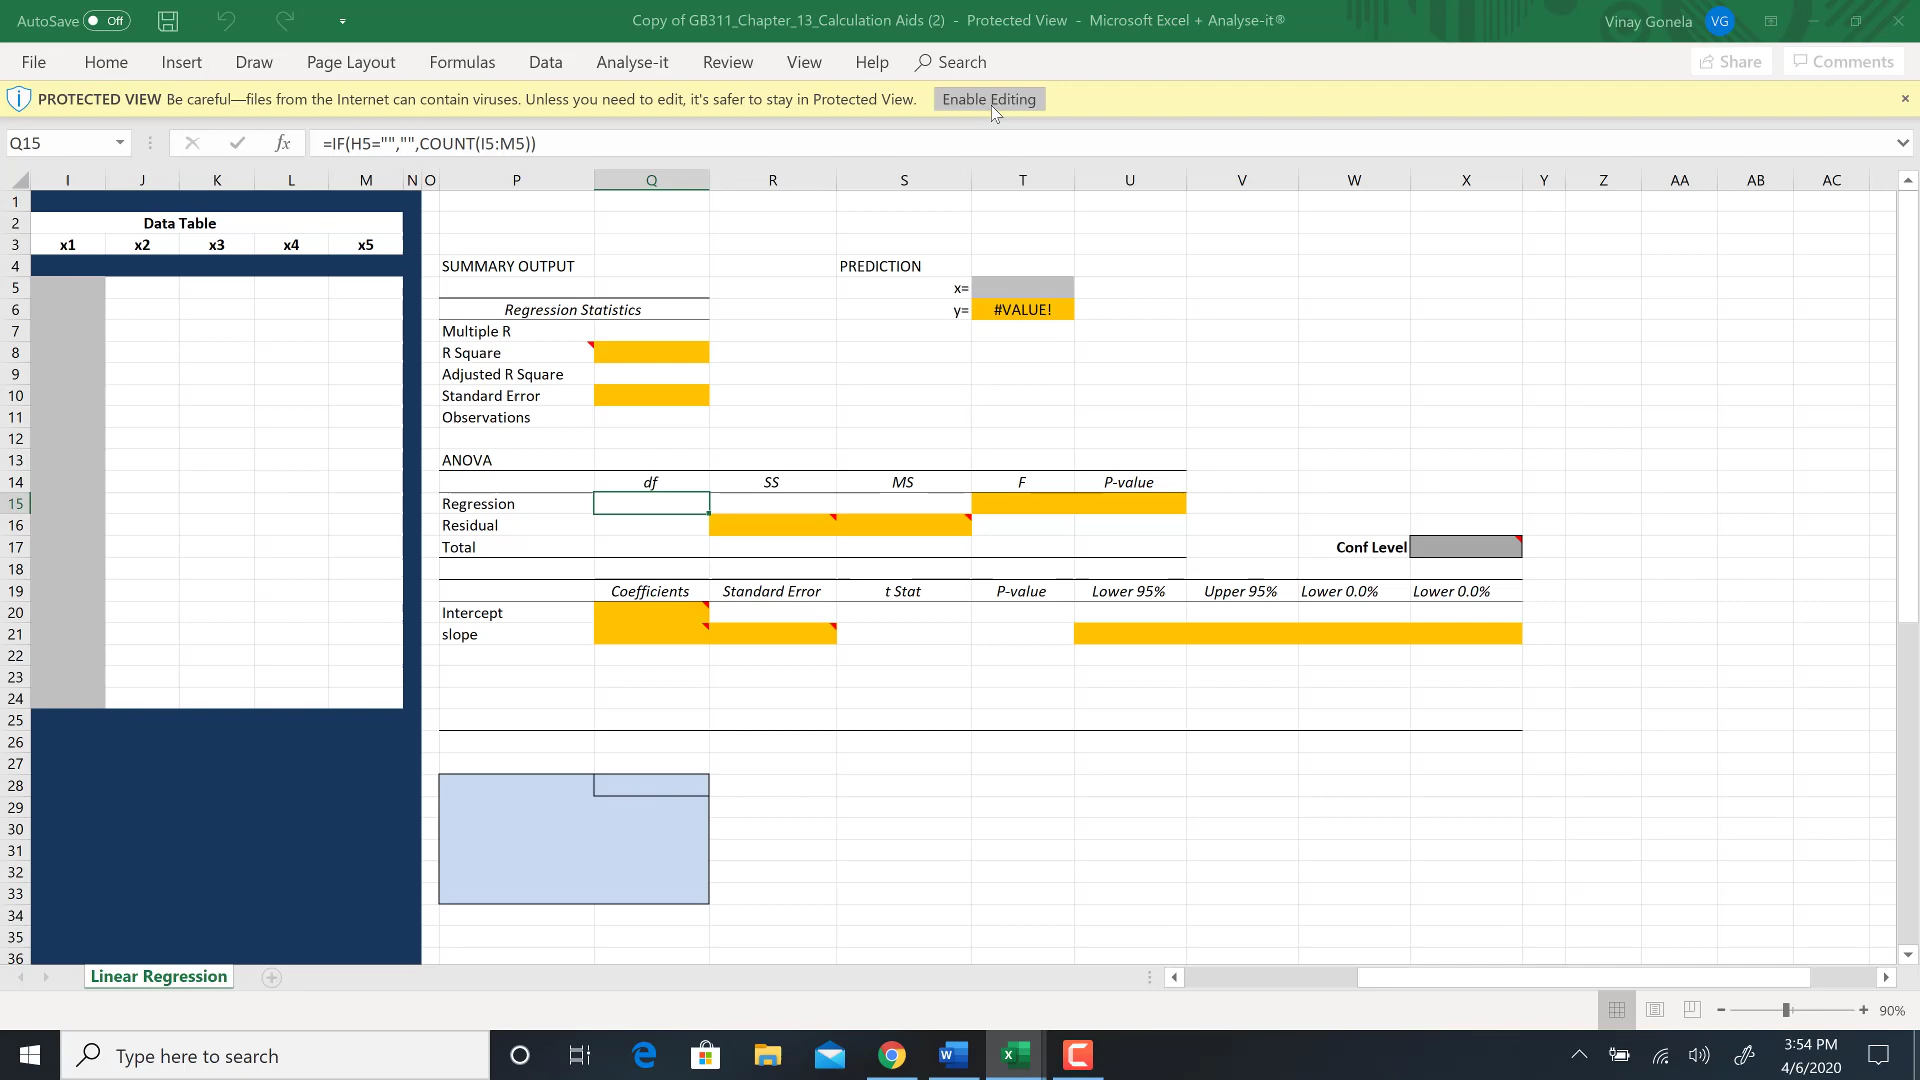 AutoSave Off Copy of GB311_Chapter_13_Calculation Aids (2) - Protected View - Microsoft Excel + Analyse-it® Vinay Gonela VG
File Home Insert Draw Page Layout Formulas Data Analyse-it Review View Help Search Share Comments
PROTECTED VIEW Be careful—files from the Internet can contain viruses. Unless you need to edit, it's safer to stay in Protected View. Enable Editing
Q15 fx =IF(H5="","",COUNT(I5:M5))
I J K L M N O P Q R S T U V W X Y Z AA AB AC
1
2 Data Table
3 x1 x2 x3 x4 x5
4 SUMMARY OUTPUT PREDICTION
5 x=
6 Regression Statistics y= #VALUE!
7 Multiple R
8 R Square
9 Adjusted R Square
10 Standard Error
11 Observations
12
13 ANOVA
14 df SS MS F P-value
15 Regression
16 Residual
17 Total Conf Level
18
19 Coefficients Standard Error t Stat P-value Lower 95% Upper 95% Lower 0.0% Lower 0.0%
20 Intercept
21 slope
22
23
24
25
26
27
28
29
30
31
32
33
34
35
36
Linear Regression
90%
Type here to search
3:54 PM
4/6/2020